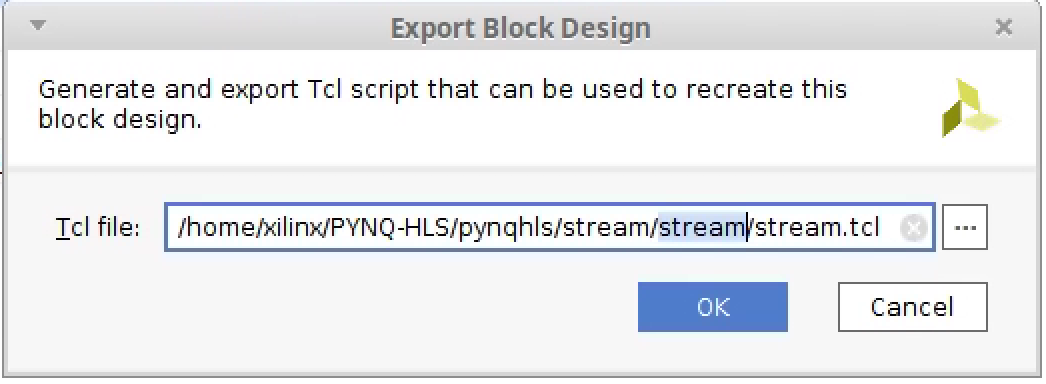 Export Block Design
Generate and export Tcl script that can be used to recreate this
block design.
Tcl file: /home/xilinx/PYNQ-HLS/pynqhls/stream/stream/stream.tcl ...
OK Cancel